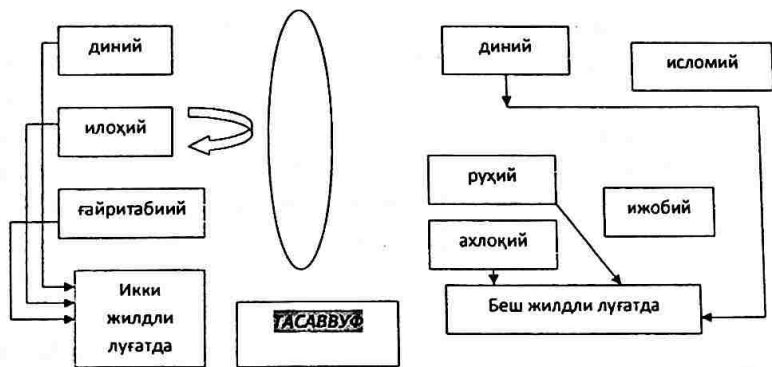 диний
илоҳий
ғайритабиий
Икки
жилдли
луғатда
ТАСАВВУФ
диний
исломий
руҳий
ижобий
ахлоқий
Беш жилдли луғатда